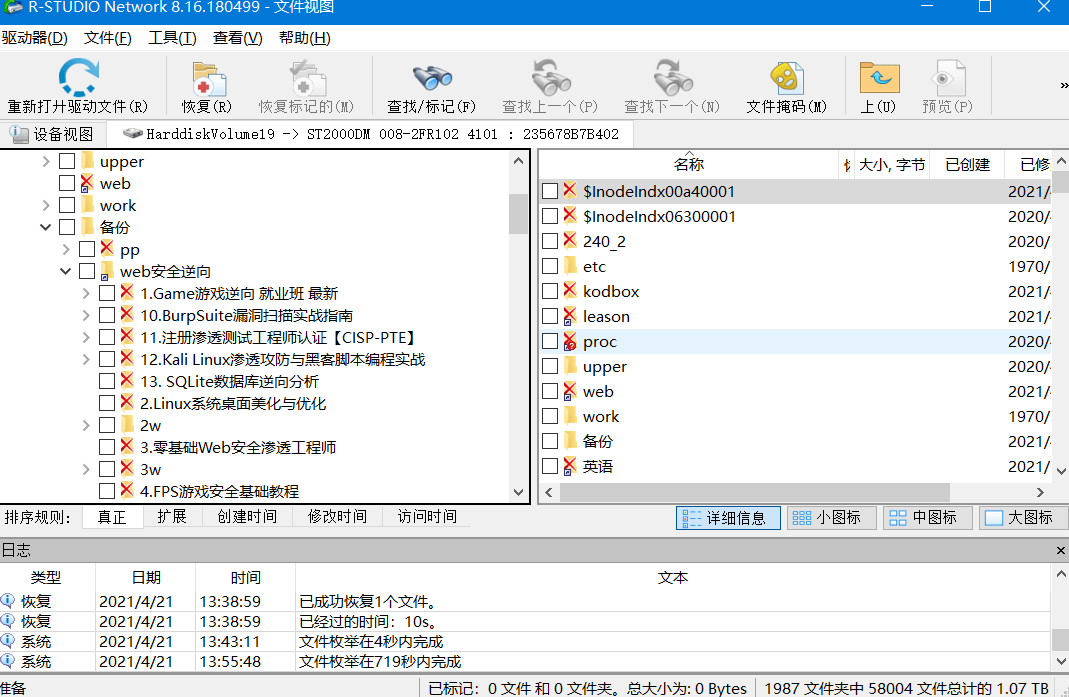 R-STUDIO Network 8.16.180499 - 文件视图
驱动器(D) 文件(F) 工具(T) 查看(V) 帮助(H)
重新打廾驱动文件(R) 恢复(R) 恢复标记的(M) 查找/标记(F) 查找上一个(P) 查找下一个(N) 文件掩码(M) 上(U) 预览(P) »
设备视图 HarddiskVolume19 -> ST2000DM 008-2FR102 4101 : 235678B7B402
upper
web
work
备份
pp
web安全逆向
1.Game游戏逆向 就业班 最新
10.BurpSuite漏洞扫描实战指南
11.注册渗透测试工程师认证【CISP-PTE】
12.Kali Linux渗透攻防与黑客脚本编程实战
13. SQLite数据库逆向分析
2.Linux系统桌面美化与优化
2w
3.零基础Web安全渗透工程师
3w
4.FPS游戏安全基础教程
名称 大小, 字节 已创建 已修
$InodeIndx00a40001 2021/
$InodeIndx06300001 2020/
240_2 2020/
etc 1970/
kodbox 2021/
leason 2021/
proc 2020/
upper 2020/
web 2021/
work 1970/
备份 2021/
英语 2021/
排序规则: 真正 扩展 创建时间 修改时间 访问时间
详细信息 小图标 中图标 大图标
日志
类型 日期 时间 文本
恢复 2021/4/21 13:38:59 已成功恢复1个文件。
恢复 2021/4/21 13:38:59 已经过的时间: 10s。
系统 2021/4/21 13:43:11 文件枚举在4秒内完成
系统 2021/4/21 13:55:48 文件枚举在719秒内完成
准备 已标记: 0 文件 和 0 文件夹。总大小为: 0 Bytes 1987 文件夹中 58004 文件总计的 1.07 TB